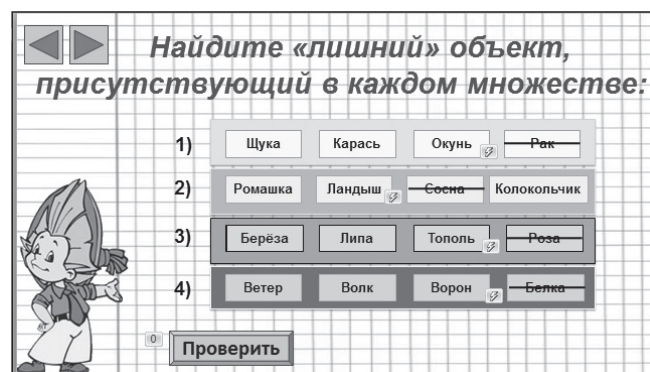 Найдите «лишний» объект,
присутствующий в каждом множестве:
1) Щука Карась Окунь Рак
2) Ромашка Ландыш Сосна Колокольчик
3) Берёза Липа Тополь Роза
4) Ветер Волк Ворон Белка
0
Проверить